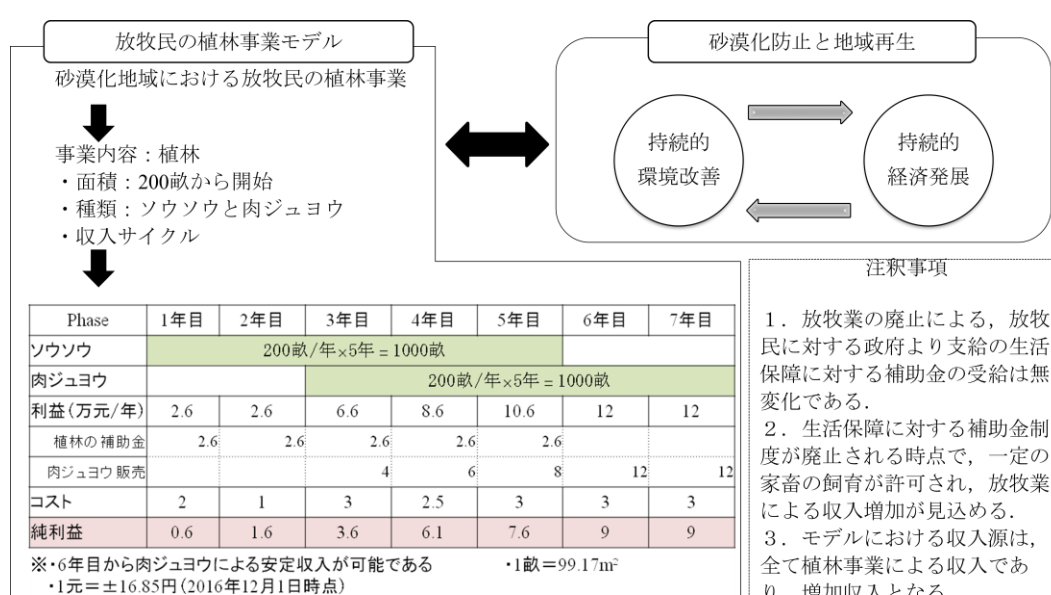 放牧民の植林事業モデル
砂漠化地域における放牧民の植林事業
事業内容：植林
・面積：200畝から開始
・種類：ソウソウと肉ジュヨウ
・収入サイクル
砂漠化防止と地域再生
持続的
環境改善
持続的
経済発展
Phase 1年目 2年目 3年目 4年目 5年目 6年目 7年目
ソウソウ 200畝/年×5年＝1000畝
肉ジュヨウ 200畝/年×5年＝1000畝
利益(万元/年) 2.6 2.6 6.6 8.6 10.6 12 12
植林の補助金 2.6 2.6 2.6 2.6 2.6
肉ジュヨウ販売 4 6 8 12 12
コスト 2 1 3 2.5 3 3 3
純利益 0.6 1.6 3.6 6.1 7.6 9 9
※・6年目から肉ジュヨウによる安定収入が可能である ・1畝＝99.17m²
・1元＝±16.85円(2016年12月1日時点)
注釈事項
１．放牧業の廃止による，放牧
民に対する政府より支給の生活
保障に対する補助金の受給は無
変化である．
２．生活保障に対する補助金制
度が廃止される時点で，一定の
家畜の飼育が許可され，放牧業
による収入増加が見込める．
３．モデルにおける収入源は，
全て植林事業による収入であ
り，増加収入となる